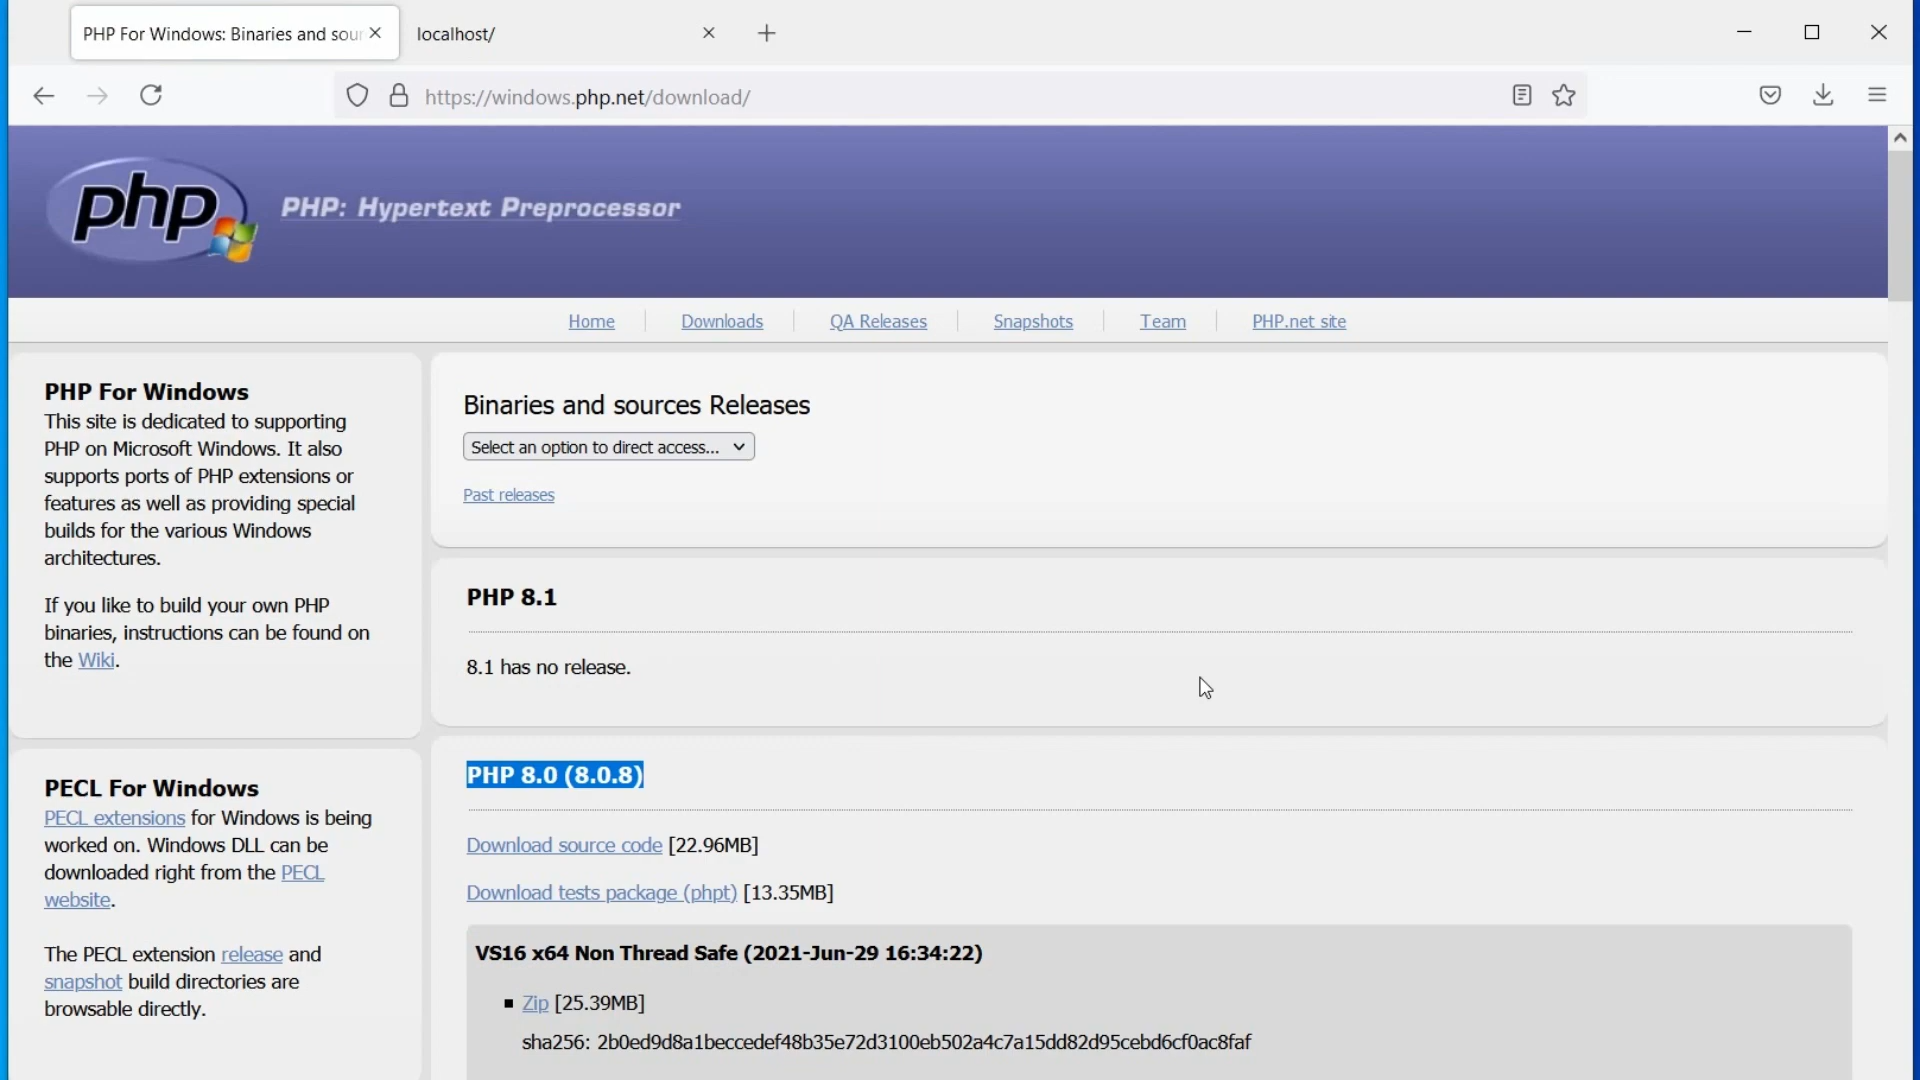 PHP For Windows: Binaries and sour
localhost/
https://windows.php.net/download/
php
PHP: Hypertext Preprocessor
Home
Downloads
QA Releases
Snapshots
Team
PHP.net site
PHP For Windows
This site is dedicated to supporting
PHP on Microsoft Windows. It also
supports ports of PHP extensions or
features as well as providing special
builds for the various Windows
architectures.
If you like to build your own PHP
binaries, instructions can be found on
the Wiki.
PECL For Windows
PECL extensions for Windows is being
worked on. Windows DLL can be
downloaded right from the PECL
website.
The PECL extension release and
snapshot build directories are
browsable directly.
Binaries and sources Releases
Select an option to direct access...
Past releases
PHP 8.1
8.1 has no release.
PHP 8.0 (8.0.8)
Download source code [22.96MB]
Download tests package (phpt) [13.35MB]
VS16 x64 Non Thread Safe (2021-Jun-29 16:34:22)
Zip [25.39MB]
sha256: 2b0ed9d8a1beccedef48b35e72d3100eb502a4c7a15dd82d95cebd6cf0ac8faf